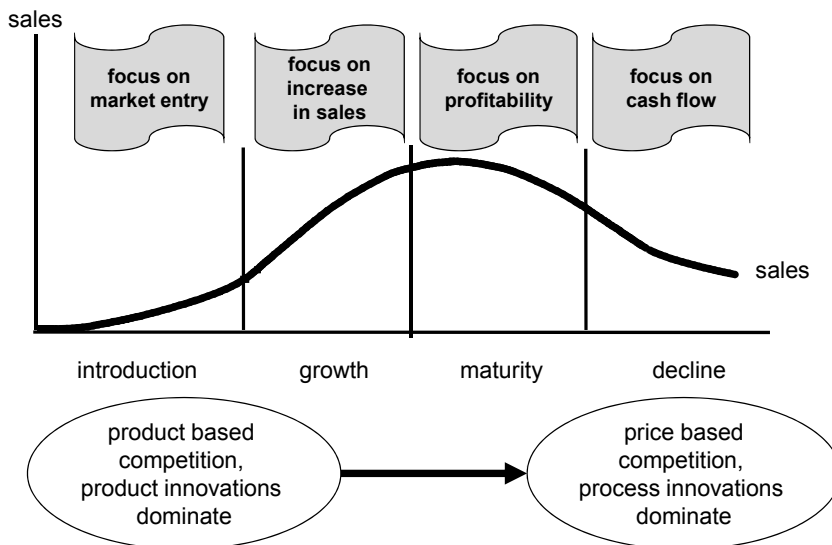 sales
focus on
market entry
focus on
increase
in sales
focus on
profitability
focus on
cash flow
sales
introduction
growth
maturity
decline
product based
competition,
product innovations
dominate
price based
competition,
process innovations
dominate